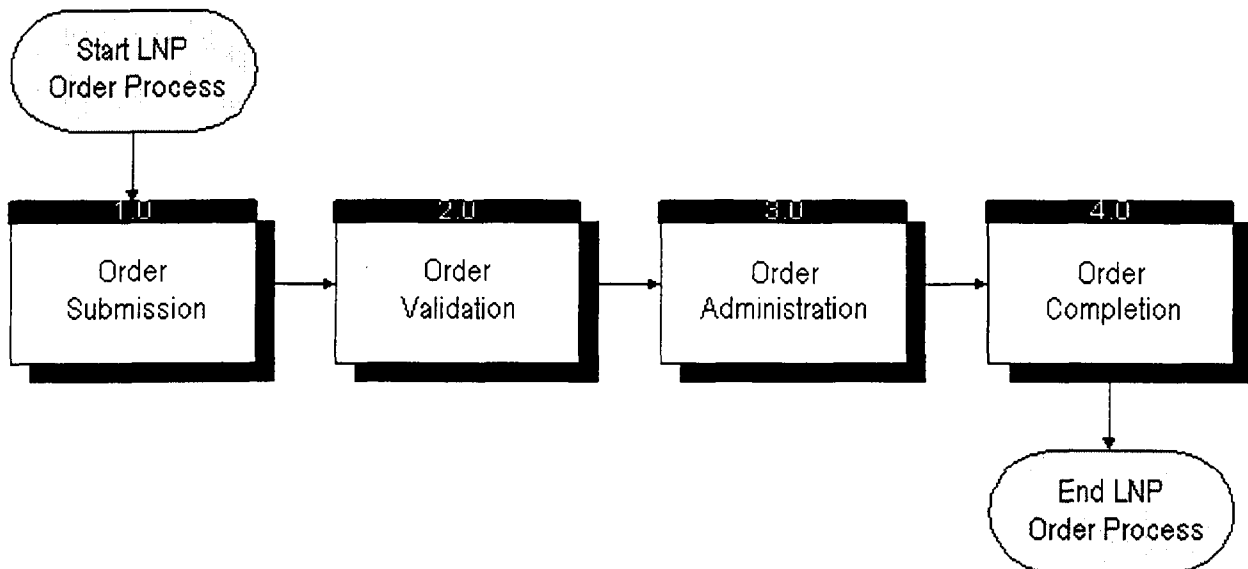 Start LNP
Order Process
1.0
Order
Submission
2.0
Order
Validation
3.0
Order
Administration
4.0
Order
Completion
End LNP
Order Process